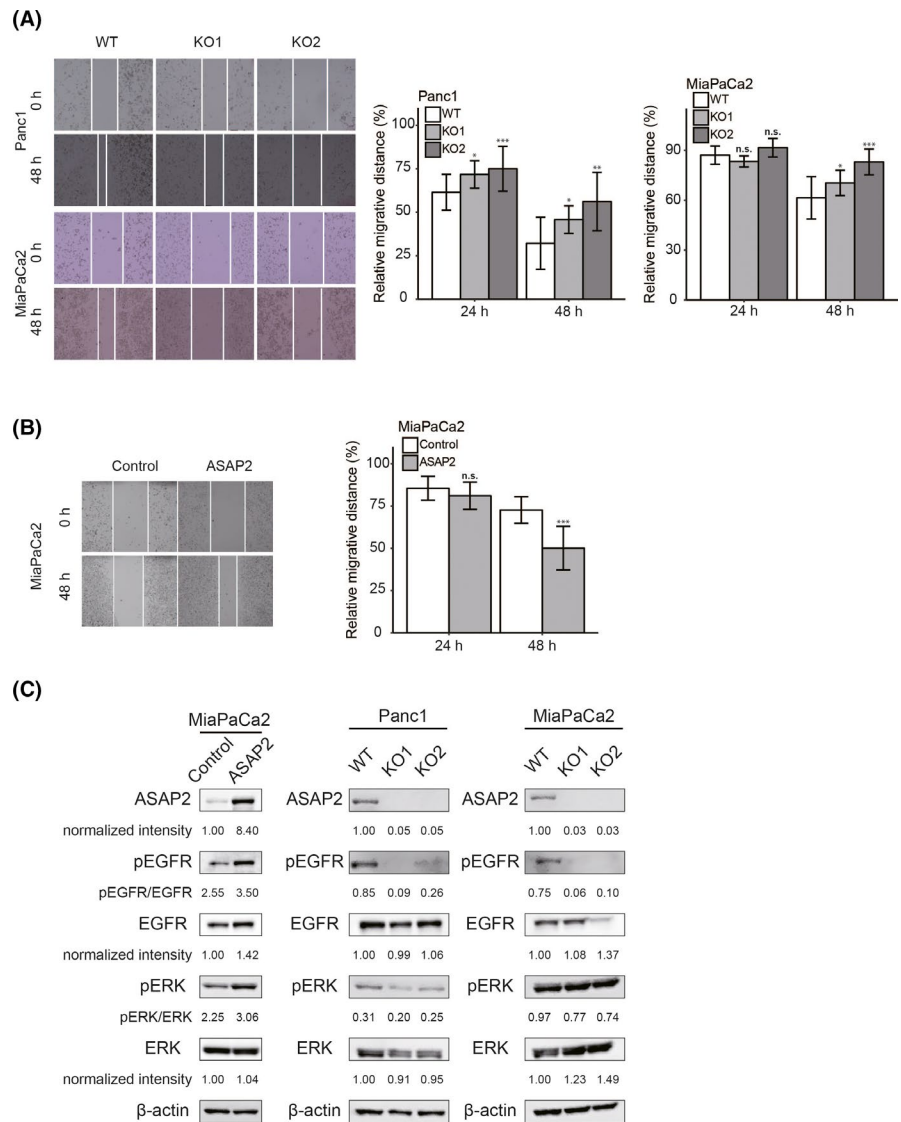 (A)
WT KO1 KO2
Panc1
0 h
48 h
MiaPaCa2
0 h
48 h
Relative migrative distance (%)
Panc1
WT
KO1
KO2
100
75
50
25
0
* ***
* **
24 h 48 h
Relative migrative distance (%)
MiaPaCa2
WT
KO1
KO2
90
60
30
0
n.s. n.s.
* ***
24 h 48 h
(B)
Control ASAP2
MiaPaCa2
0 h
48 h
Relative migrative distance (%)
MiaPaCa2
Control
ASAP2
100
75
50
25
0
n.s.
***
24 h 48 h
(C)
MiaPaCa2
Control ASAP2
ASAP2
normalized intensity 1.00 8.40
pEGFR
pEGFR/EGFR 2.55 3.50
EGFR
normalized intensity 1.00 1.42
pERK
pERK/ERK 2.25 3.06
ERK
normalized intensity 1.00 1.04
β-actin
Panc1
WT KO1 KO2
ASAP2
1.00 0.05 0.05
pEGFR
0.85 0.09 0.26
EGFR
1.00 0.99 1.06
pERK
0.31 0.20 0.25
ERK
1.00 0.91 0.95
β-actin
MiaPaCa2
WT KO1 KO2
ASAP2
1.00 0.03 0.03
pEGFR
0.75 0.06 0.10
EGFR
1.00 1.08 1.37
pERK
0.97 0.77 0.74
ERK
1.00 1.23 1.49
β-actin